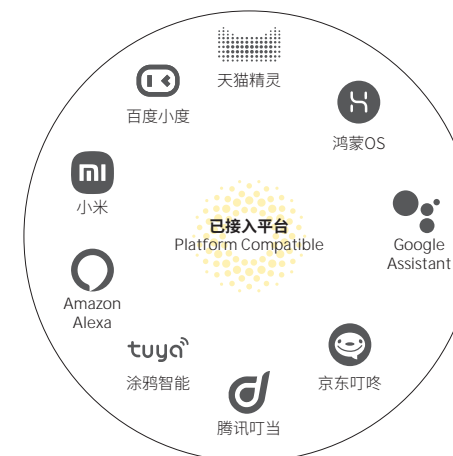 天猫精灵
百度小度
鸿蒙OS
mi
小米
已接入平台
Platform Compatible
Google
Assistant
Amazon
Alexa
tuya
涂鸦智能
京东叮咚
腾讯叮当